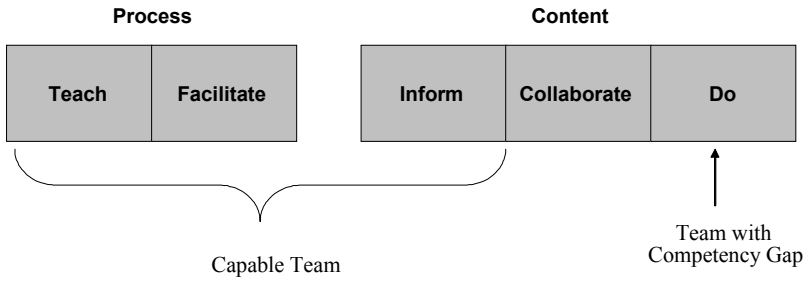 Process
Content
Teach
Facilitate
Inform
Collaborate
Do
Capable Team
Team with
Competency Gap